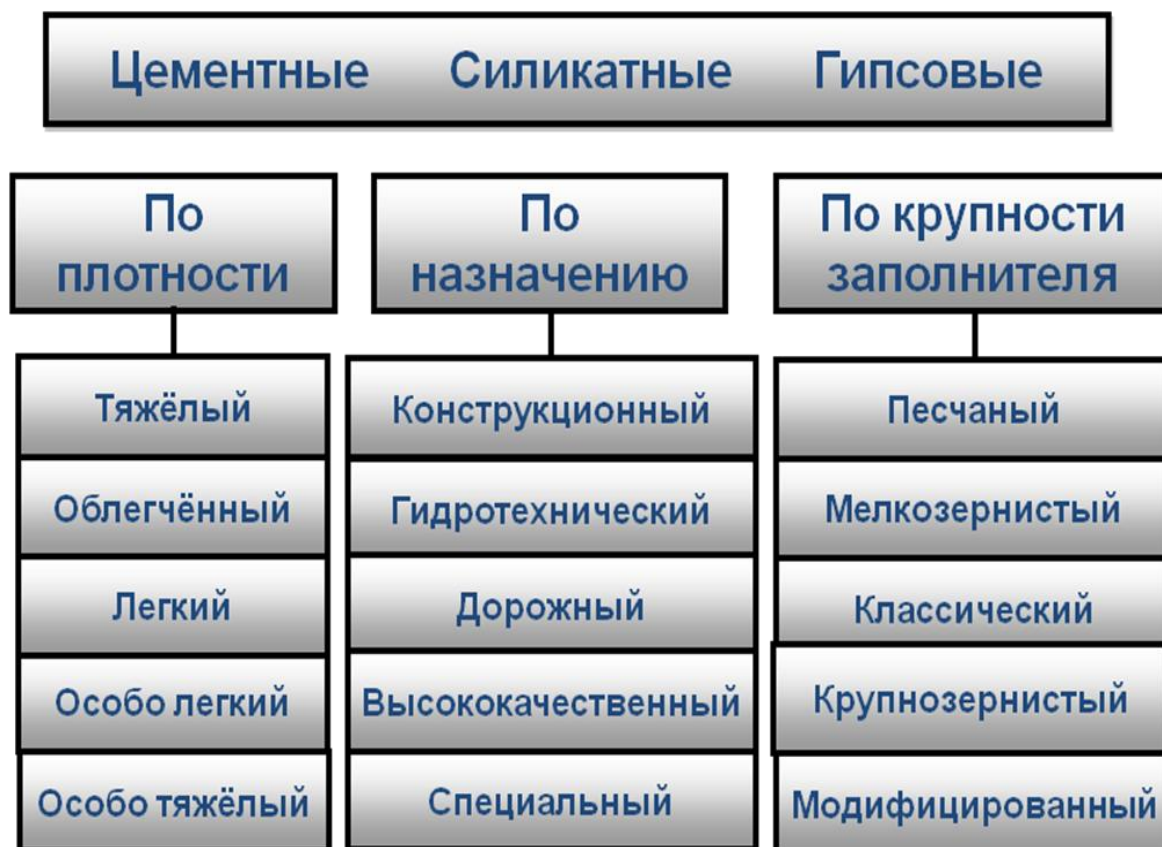 Цементные Силикатные Гипсовые
По
плотности
Тяжёлый
Облегчённый
Легкий
Особо легкий
Особо тяжёлый
По
назначению
Конструкционный
Гидротехнический
Дорожный
Высококачественный
Специальный
По крупности
заполнителя
Песчаный
Мелкозернистый
Классический
Крупнозернистый
Модифицированный